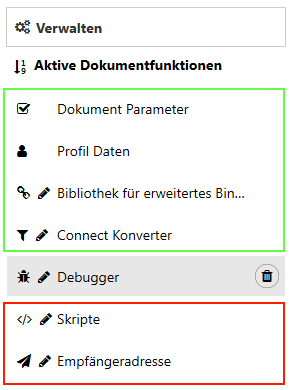 Verwalten
Aktive Dokumentfunktionen
Dokument Parameter
Profil Daten
Bibliothek für erweitertes Bin...
Connect Konverter
Debugger
Skripte
Empfängeradresse